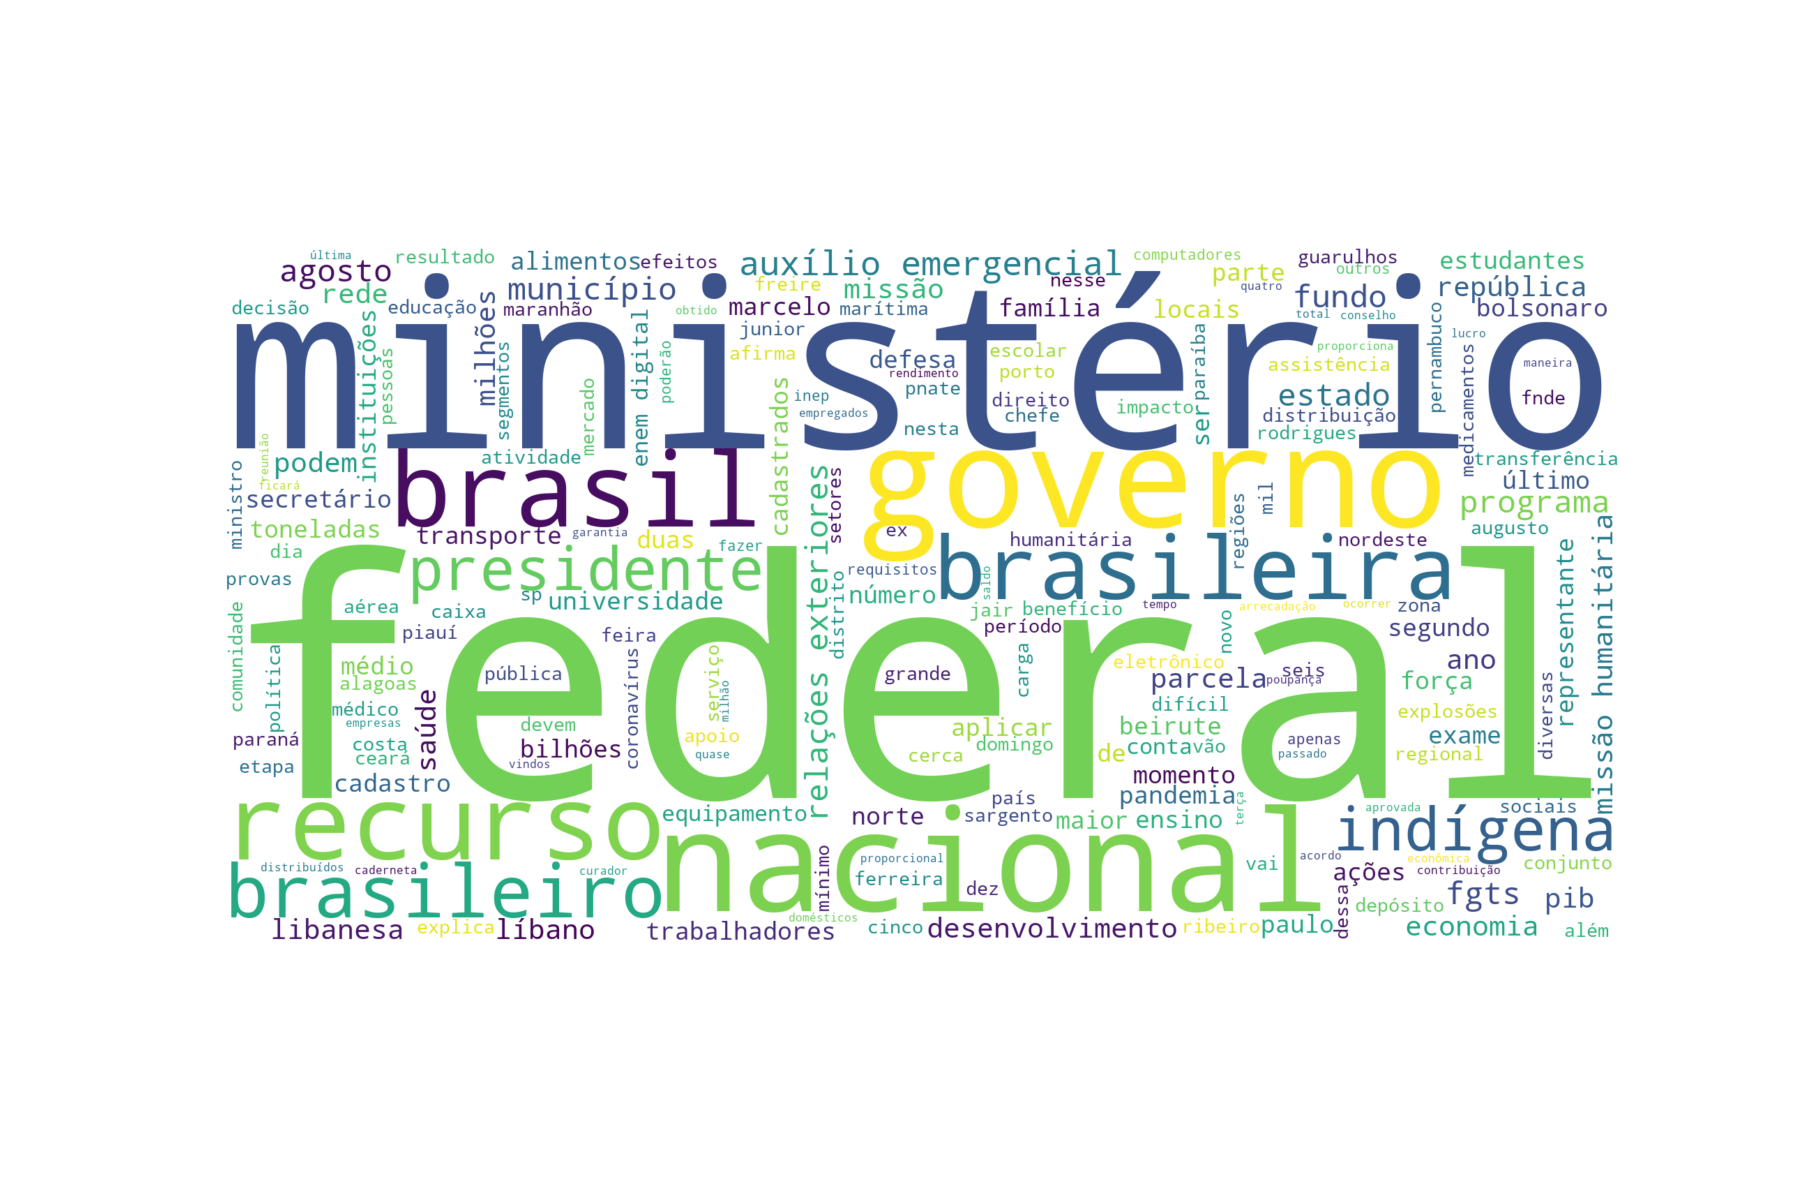 última
resultado
alimentos
efeitos
auxílio emergencial
computadores
guarulhos
outros
estudantes
agosto
rede
município
freire
missão
nesse
parte
quatro
fundo
república
decisão
educação
milhões
maranhão
obtido
marcelo
marítima
família
locais
total
conselho
bolsonaro
ministério
instituições
pessoas
segmentos
mercado
enem digital
poderão
junior
afirma
cadastrados
defesa
rendimento
pnate
escolar
porto
ser
paraíba
proporciona
assistência
pernambuco
lucro
maneira
inep
empregados
nesta
direito
chefe
impacto
estado
distribuição
rodrigues
medicamentos
fnde
reunião
ficará
podem
atividade
brasil
governo
transferência
último
ministro
secretário
toneladas
transporte
garantia
duas
fazer
relações exteriores
setores
ex
humanitária
regiões
mil
nordeste
programa
augusto
dia
provas
presidente
requisitos
brasileira
missão humanitária
representante
federal
aérea
caixa
sp
universidade
distrito
número
saldo
jair
benefício
tempo
arrecadação
ocorrer
zona
comunidade
política
piauí
feira
período
novo
segundo
médio
alagoas
pública
coronavírus
serviço
milhão
grande
carga
eletrônico
parcela
seis
poupança
ano
força
médico
empresas
saúde
devem
difícil
explosões
diversas
paraná
costa
ceará
bilhões
apoio
quase
aplicar
domingo
cerca
beirute
de
conta
vão
apenas
passado
exame
regional
etapa
vindos
cadastro
momento
pandemia
recurso
equipamento
norte
país
sargento
maior
ensino
terça
aprovada
sociais
indígena
nacional
distribuídos
caderneta
curador
mínimo
proporcional
ferreira
dez
vai
acordo
econômica
contribuição
ações
conjunto
brasileiro
domésticos
dessa
depósito
fgts
pib
libanesa
explica
líbano
trabalhadores
cinco
desenvolvimento
ribeiro
paulo
economia
além